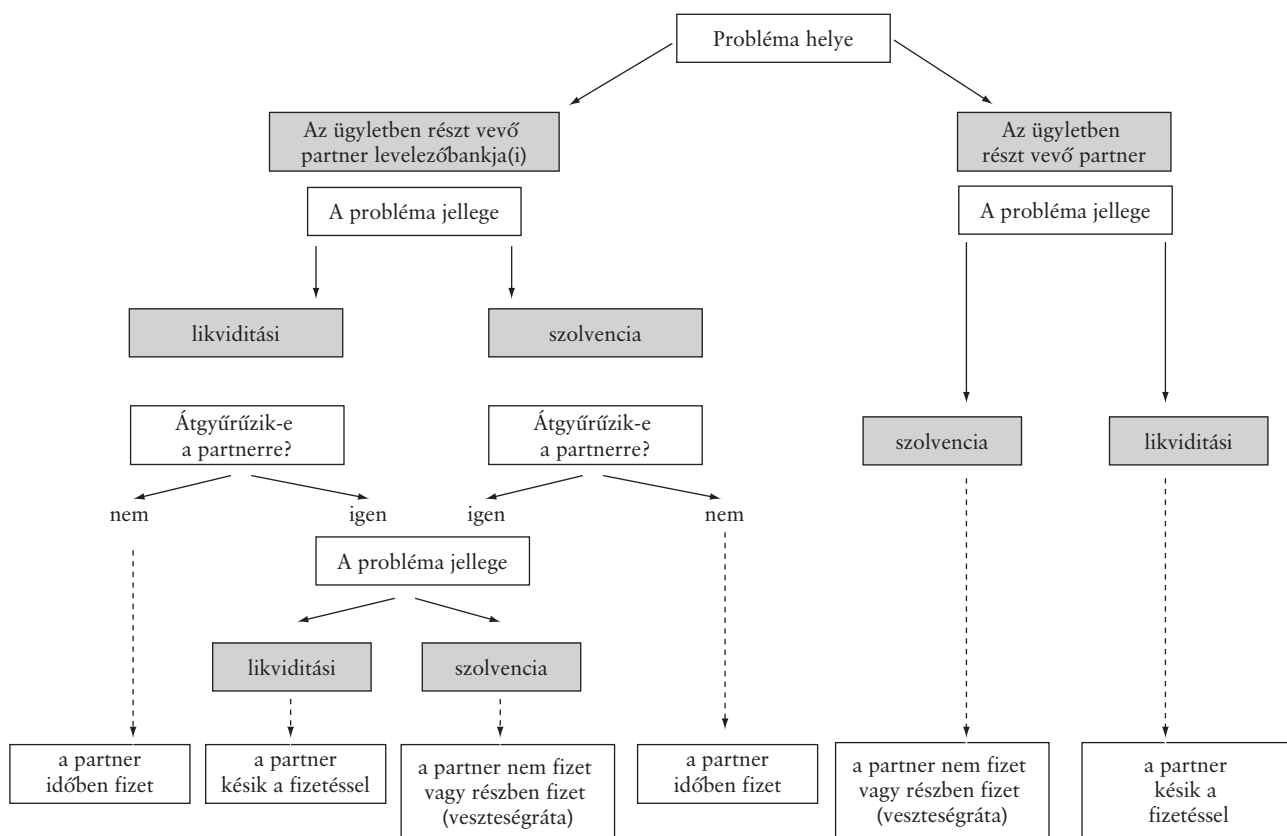 Probléma helye
Az ügyletben részt vevő
partner levelezőbankja(i)
Az ügyletben
részt vevő partner
A probléma jellege
A probléma jellege
likviditási
szolvencia
Átgyűrűzik-e
a partnerre?
Átgyűrűzik-e
a partnerre?
szolvencia
likviditási
nem
igen
igen
nem
A probléma jellege
likviditási
szolvencia
a partner
időben fizet
a partner
késik a fizetéssel
a partner nem fizet
vagy részben fizet
(veszteségráta)
a partner
időben fizet
a partner nem fizet
vagy részben fizet
(veszteségráta)
a partner
késik a
fizetéssel